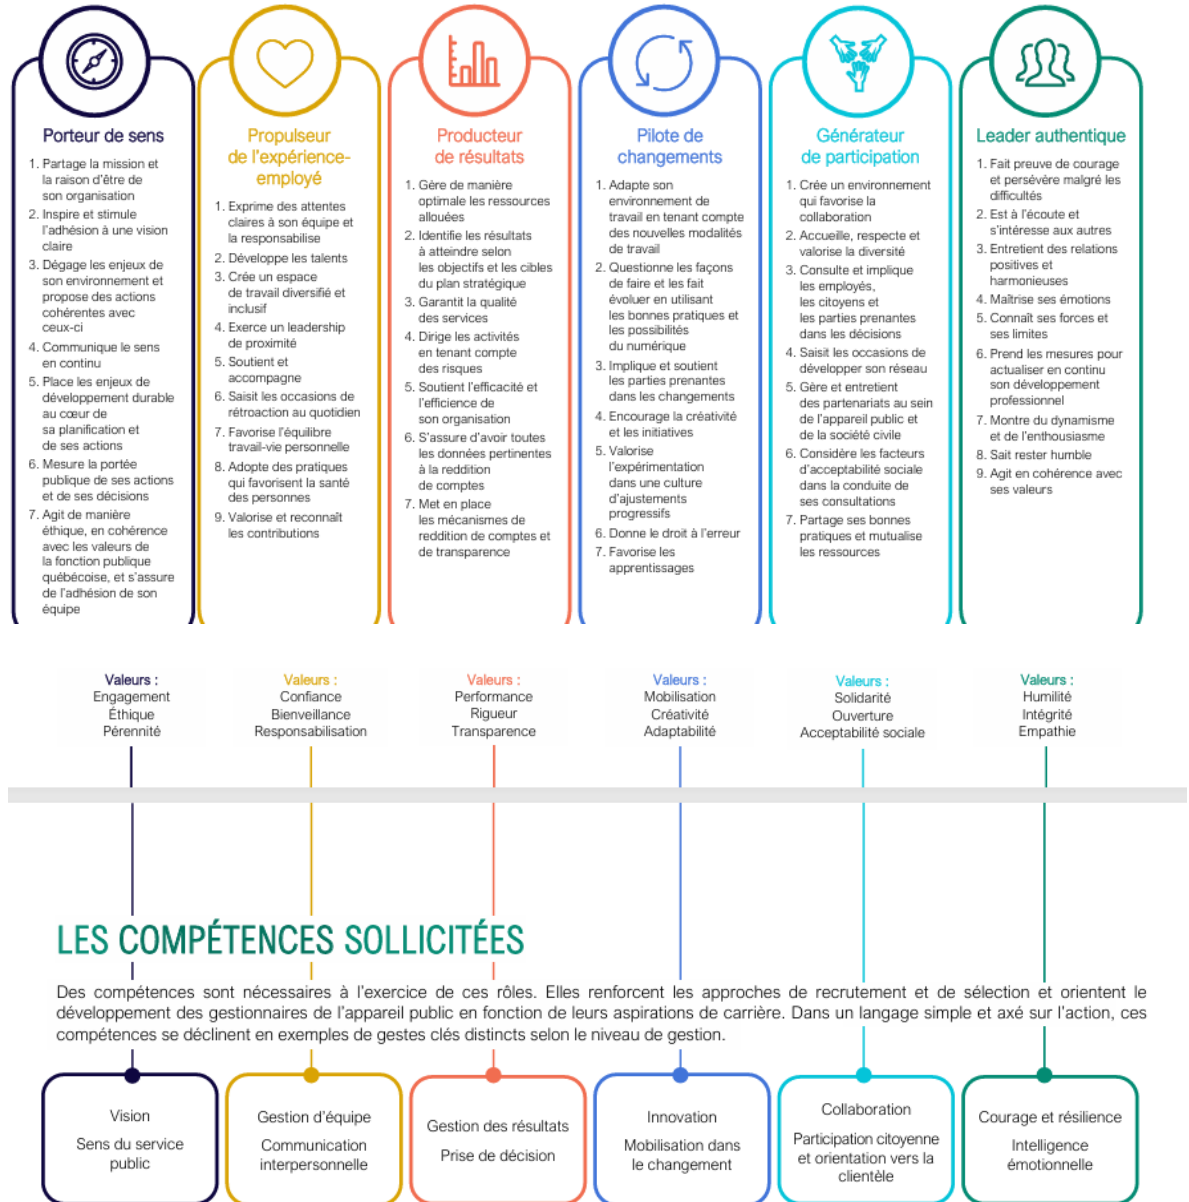 Porteur de sens
1. Partage la mission et
la raison d'être de
son organisation
2. Inspire et stimule
l'adhésion à une vision
claire
3. Dégage les enjeux de
son environnement et
propose des actions
cohérentes avec
ceux-ci
4. Communique le sens
en continu
5. Place les enjeux de
développement durable
au cœur de
sa planification et
de ses actions
6. Mesure la portée
publique de ses actions
et de ses décisions
7. Agit de manière
éthique, en cohérence
avec les valeurs de
la fonction publique
québécoise, et s'assure
de l'adhésion de son
équipe
Propulseur
de l'expérience-
employé
1. Exprime des attentes
claires à son équipe et
la responsabilise
2. Développe les talents
3. Crée un espace
de travail diversifié et
inclusif
4. Exerce un leadership
de proximité
5. Soutient et
accompagne
6. Saisit les occasions de
rétroaction au quotidien
7. Favorise l'équilibre
travail-vie personnelle
8. Adopte des pratiques
qui favorisent la santé
des personnes
9. Valorise et reconnaît
les contributions
Producteur
de résultats
1. Gère de manière
optimale les ressources
allouées
2. Identifie les résultats
à atteindre selon
les objectifs et les cibles
du plan stratégique
3. Garantit la qualité
des services
4. Dirige les activités
en tenant compte
des risques
5. Soutient l'efficacité et
l'efficience de
son organisation
6. S'assure d'avoir toutes
les données pertinentes
à la reddition
de comptes
7. Met en place
les mécanismes de
reddition de comptes et
de transparence
Pilote de
changements
1. Adapte son
environnement de
travail en tenant compte
des nouvelles modalités
de travail
2. Questionne les façons
de faire et les fait
évoluer en utilisant
les bonnes pratiques et
les possibilités
du numérique
3. Implique et soutient
les parties prenantes
dans les changements
4. Encourage la créativité
et les initiatives
5. Valorise
l'expérimentation
dans une culture
d'ajustements
progressifs
6. Donne le droit à l'erreur
7. Favorise les
apprentissages
Générateur
de participation
1. Crée un environnement
qui favorise la
collaboration
2. Accueille, respecte et
valorise la diversité
3. Consulte et implique
les employés,
les citoyens et
les parties prenantes
dans les décisions
4. Saisit les occasions de
développer son réseau
5. Gère et entretient
des partenariats au sein
de l'appareil public et
de la société civile
6. Considère les facteurs
d'acceptabilité sociale
dans la conduite de
ses consultations
7. Partage ses bonnes
pratiques et mutualise
les ressources
Leader authentique
1. Fait preuve de courage
et persévère malgré les
difficultés
2. Est à l'écoute et
s'intéresse aux autres
3. Entretient des relations
positives et
harmonieuses
4. Maîtrise ses émotions
5. Connaît ses forces et
ses limites
6. Prend les mesures pour
actualiser en continu
son développement
professionnel
7. Montre du dynamisme
et de l'enthousiasme
8. Sait rester humble
9. Agit en cohérence avec
ses valeurs
Valeurs :
Engagement
Éthique
Pérennité
Valeurs :
Confiance
Bienveillance
Responsabilisation
Valeurs :
Performance
Rigueur
Transparence
Valeurs :
Mobilisation
Créativité
Adaptabilité
Valeurs :
Solidarité
Ouverture
Acceptabilité sociale
Valeurs :
Humilité
Intégrité
Empathie
LES COMPÉTENCES SOLLICITÉES
Des compétences sont nécessaires à l'exercice de ces rôles. Elles renforcent les approches de recrutement et de sélection et orientent le
développement des gestionnaires de l'appareil public en fonction de leurs aspirations de carrière. Dans un langage simple et axé sur l'action, ces
compétences se déclinent en exemples de gestes clés distincts selon le niveau de gestion.
Vision
Sens du service
public
Gestion d'équipe
Communication
interpersonnelle
Gestion des résultats
Prise de décision
Innovation
Mobilisation dans
le changement
Collaboration
Participation citoyenne
et orientation vers la
clientèle
Courage et résilience
Intelligence
émotionnelle